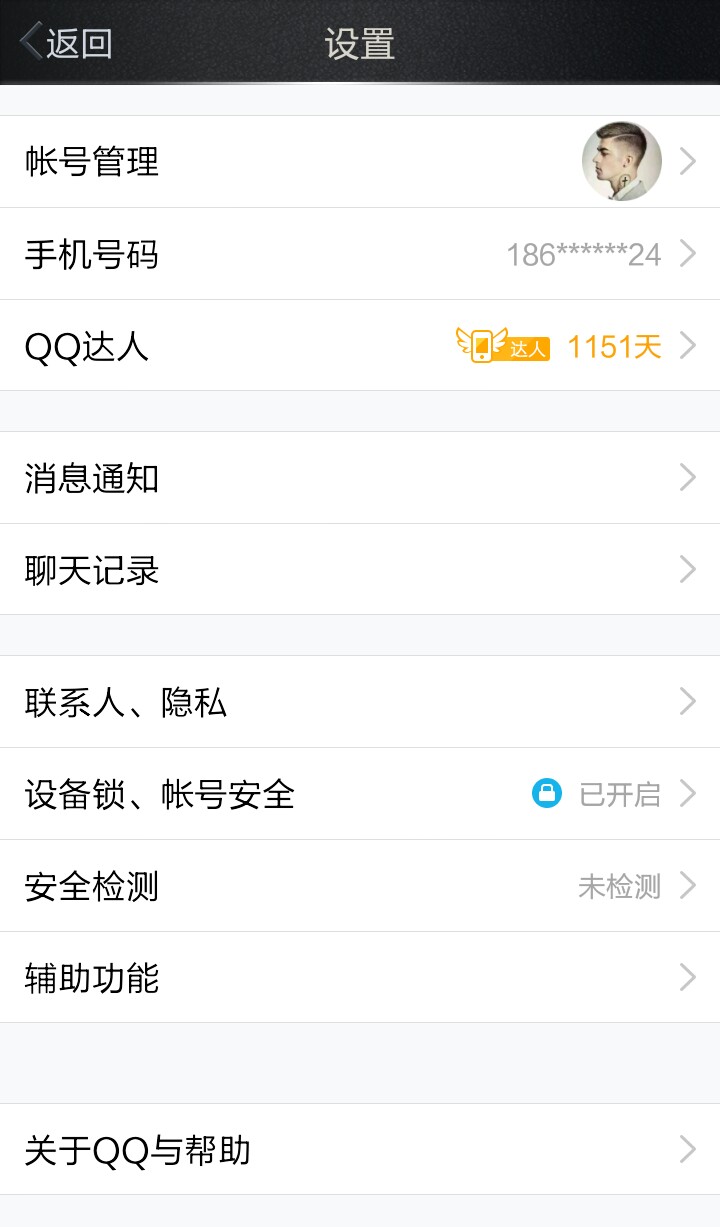 返回
设置
帐号管理
手机号码 186******24
QQ达人 达人 1151天
消息通知
聊天记录
联系人、隐私
设备锁、帐号安全 已开启
安全检测 未检测
辅助功能
关于QQ与帮助